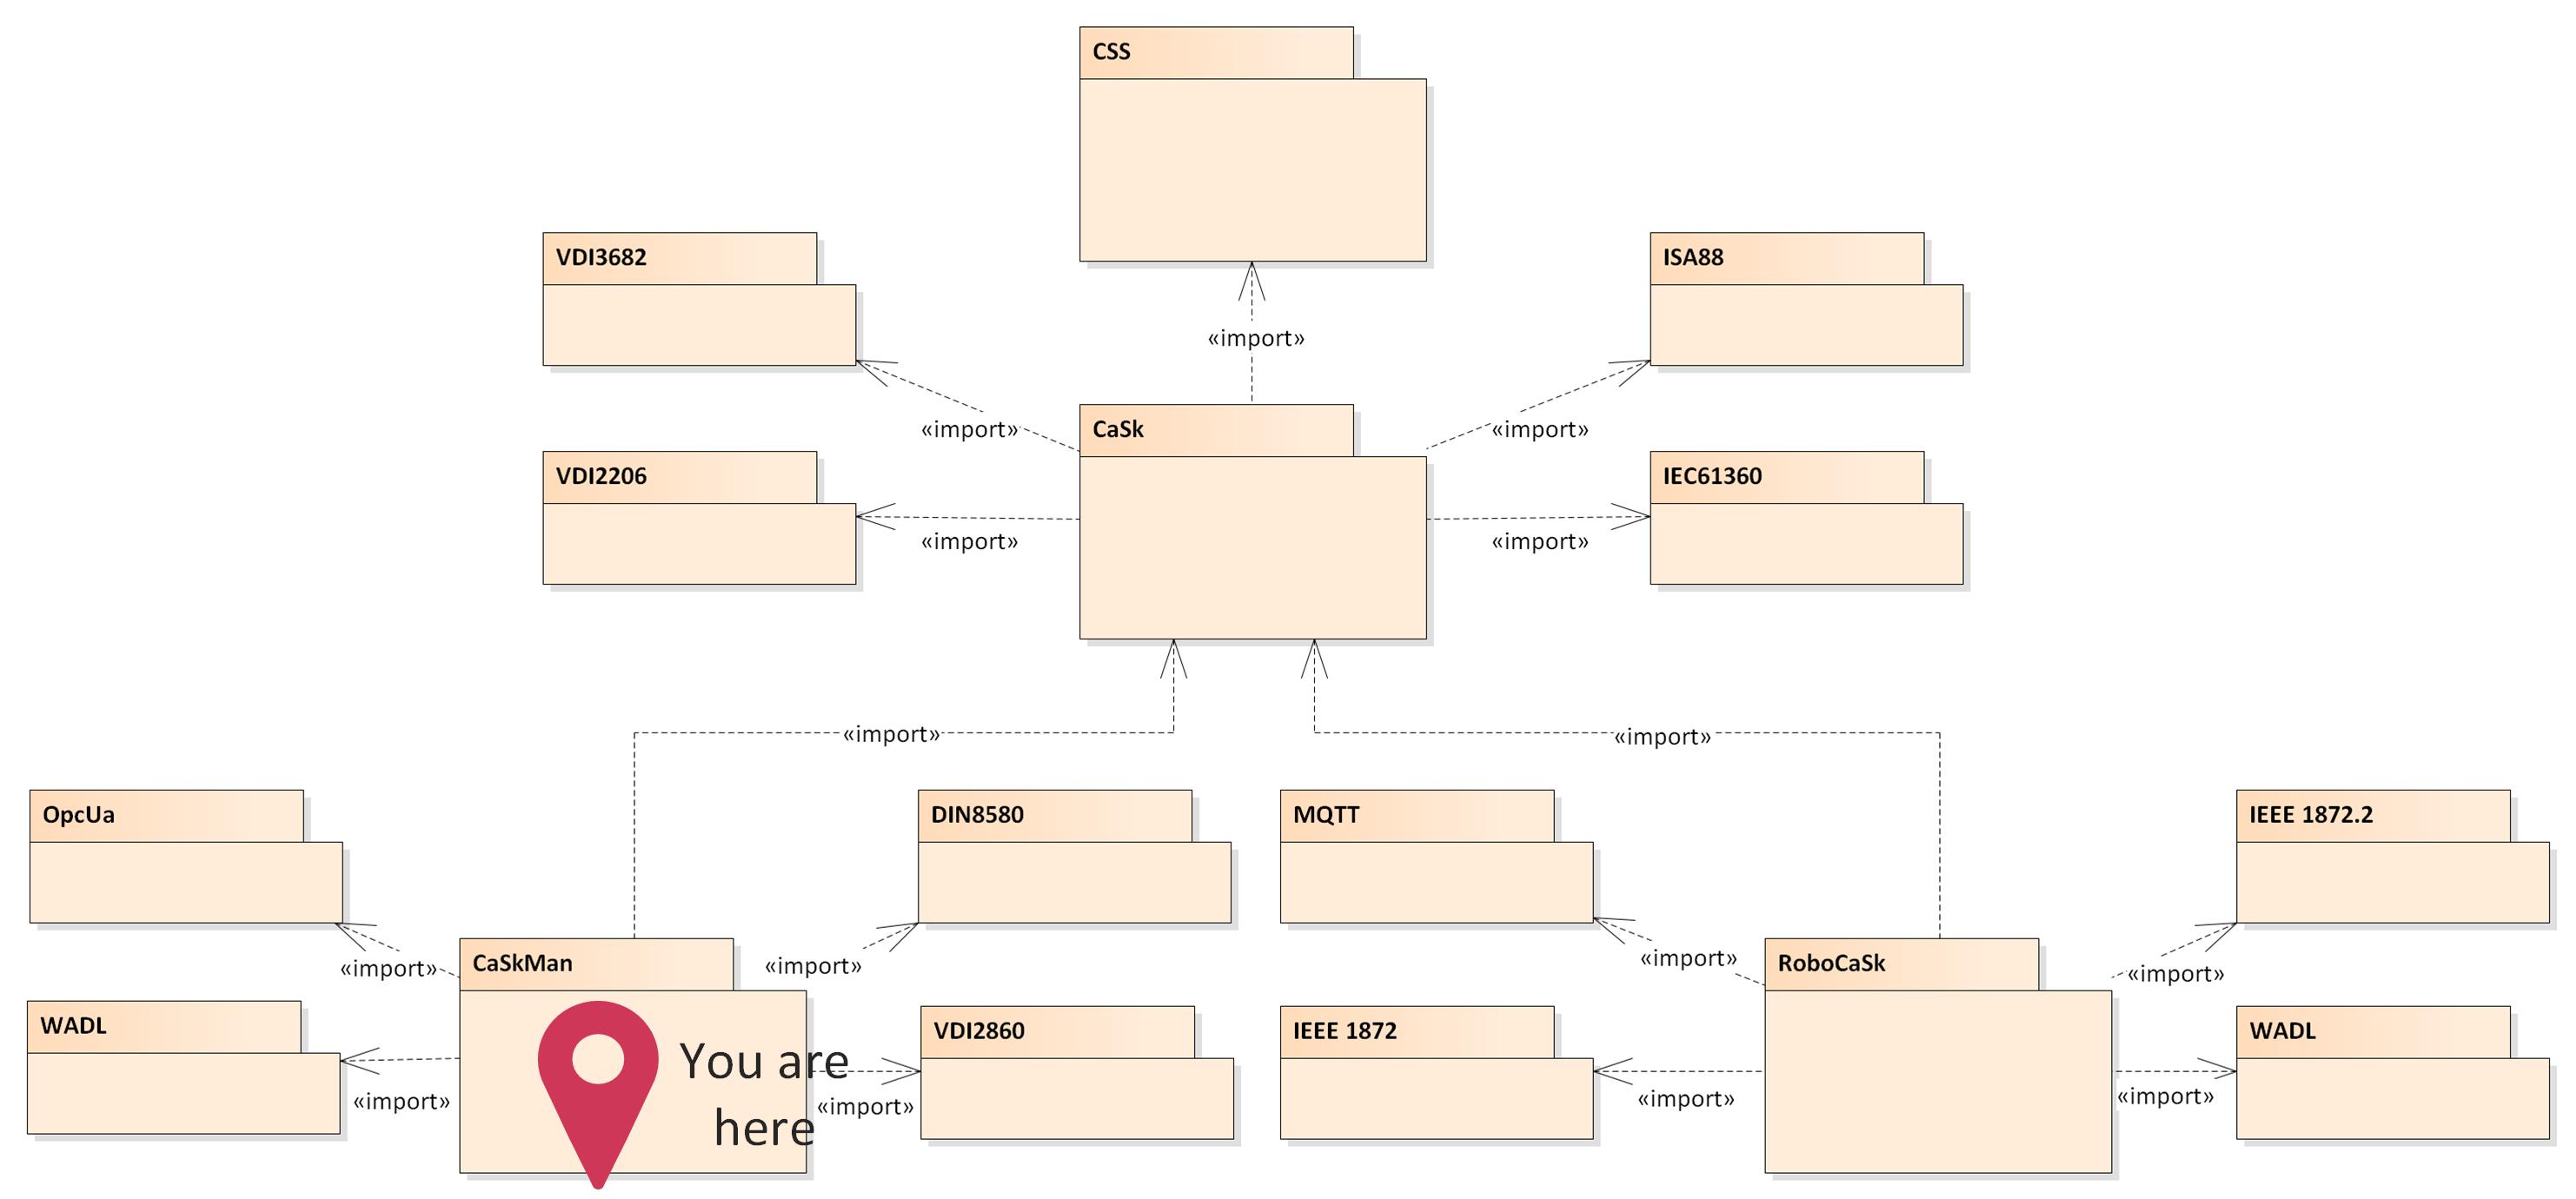 CSS
VDI3682
ISA88
«import»
CaSk
«import»
«import»
VDI2206
IEC61360
«import»
«import»
«import»
«import»
OpcUa
DIN8580
MQTT
IEEE 1872.2
CaSkMan
RoboCaSk
«import»
«import»
«import»
«import»
WADL
VDI2860
IEEE 1872
WADL
You are
here
«import»
«import»
«import»
«import»